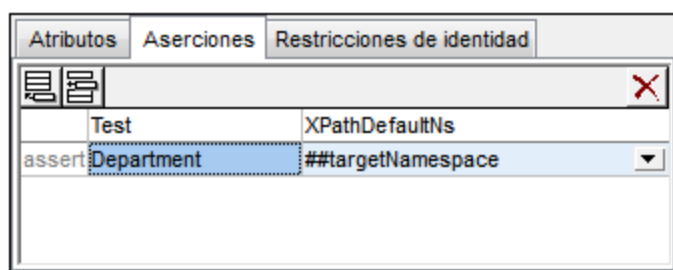 Atributos Aserciones Restricciones de identidad
Test XPathDefaultNs
assert Department ##targetNamespace